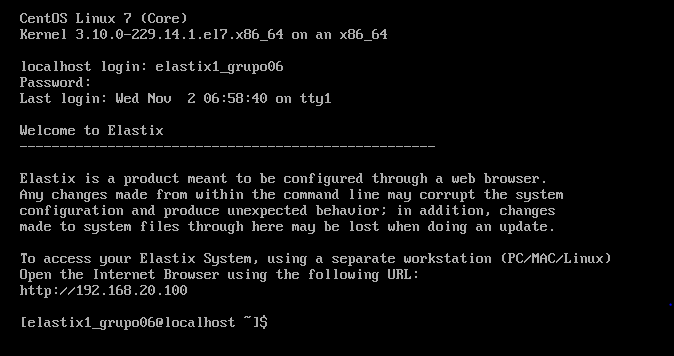 CentOS Linux 7 (Core)
Kernel 3.10.0-229.14.1.el7.x86_64 on an x86_64
localhost login: elastix1_grupo06
Password:
Last login: Wed Nov  2 06:58:40 on tty1
Welcome to Elastix
----------------------------------------------------
Elastix is a product meant to be configured through a web browser.
Any changes made from within the command line may corrupt the system
configuration and produce unexpected behavior; in addition, changes
made to system files through here may be lost when doing an update.
To access your Elastix System, using a separate workstation (PC/MAC/Linux)
Open the Internet Browser using the following URL:
http://192.168.20.100
[elastix1_grupo06@localhost ~]$